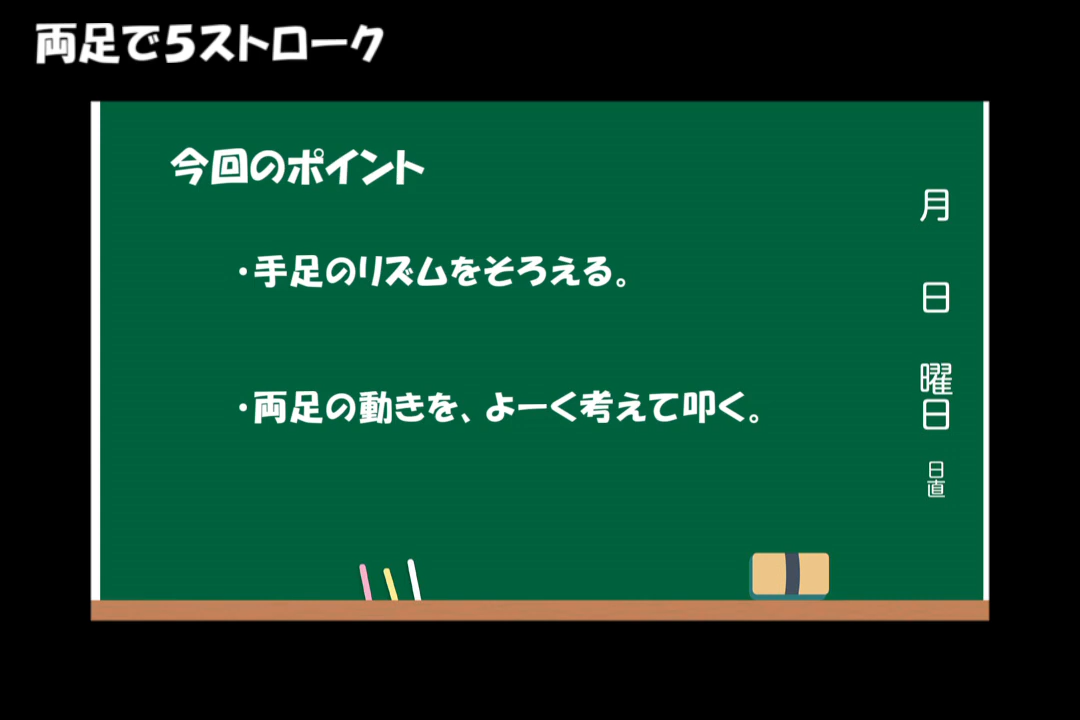 両足で5ストローク
今回のポイント
・手足のリズムをそろえる。
・両足の動きを、よーく考えて叩く。
月
日
曜
日
日
直